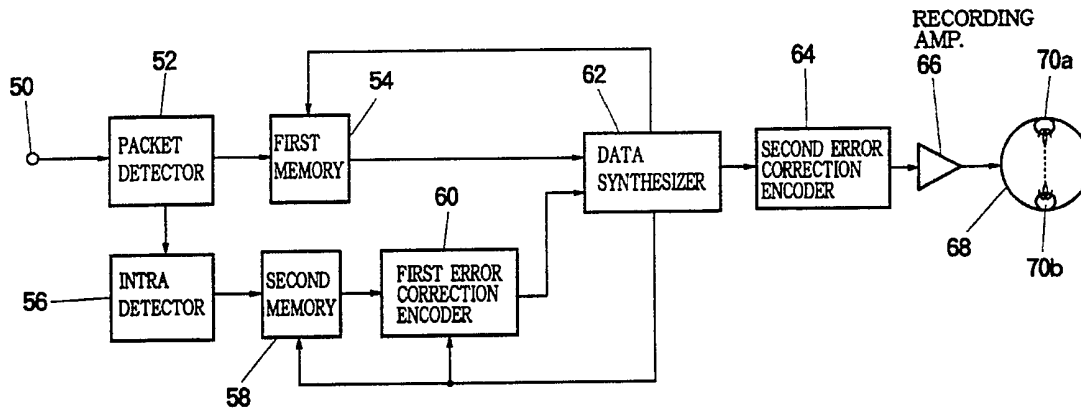 RECORDING
AMP.
50
52
54
62
64
66
70a
PACKET
DETECTOR
FIRST
MEMORY
DATA
SYNTHESIZER
SECOND ERROR
CORRECTION
ENCODER
60
68
70b
INTRA
DETECTOR
56
SECOND
MEMORY
FIRST ERROR
CORRECTION
ENCODER
58